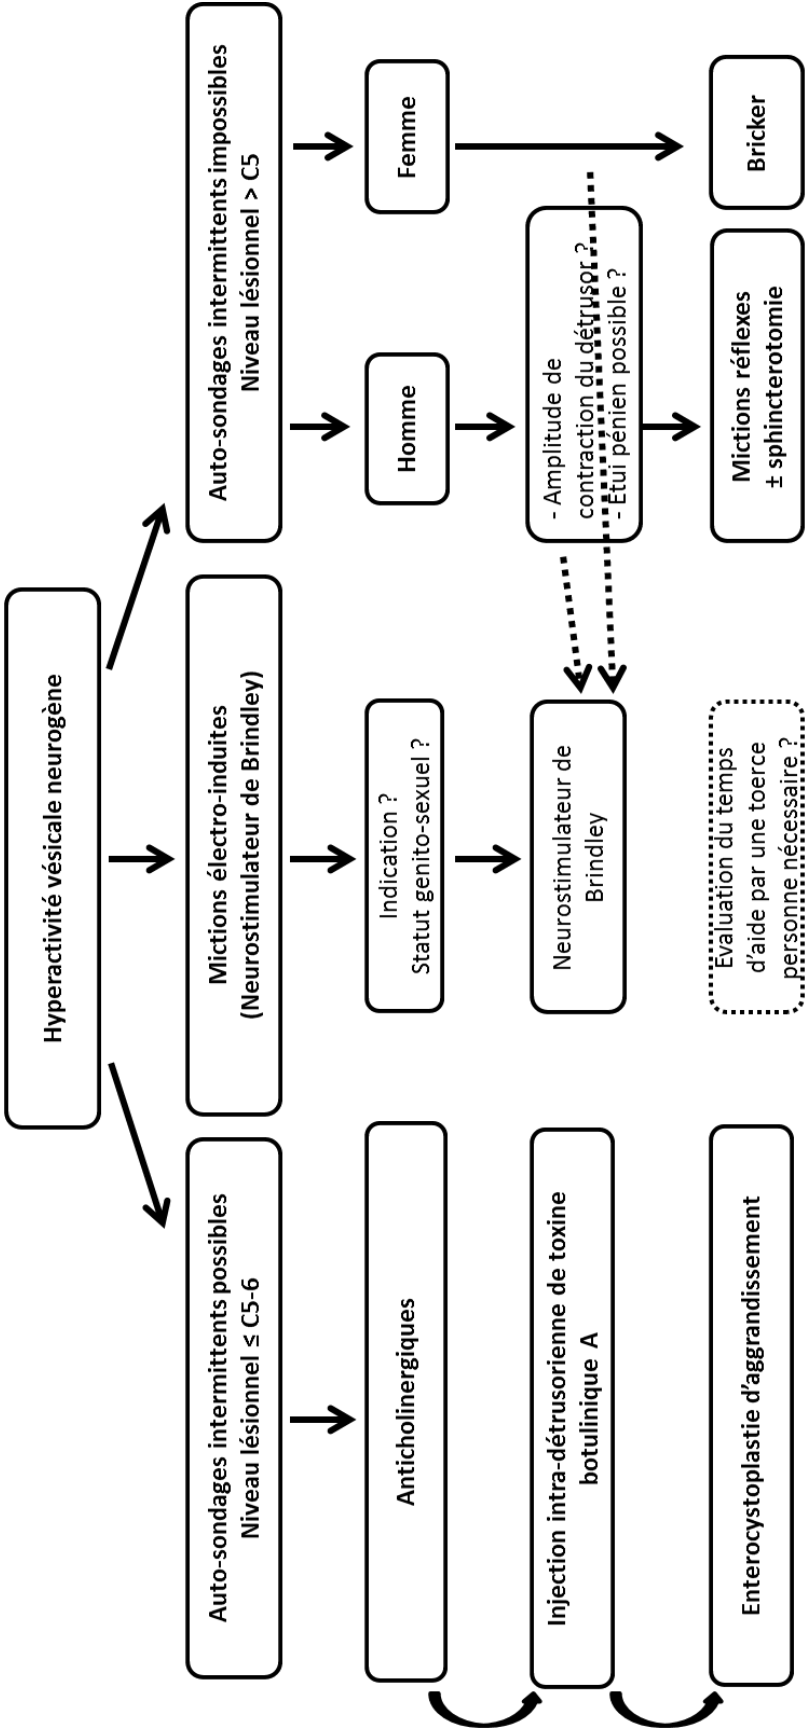 Hyperactivité vésicale neurogène
Auto-sondages intermittents possibles
Niveau lésionnel ≤ C5-6
Mictions électro-induites
(Neurostimulateur de Brindley)
Auto-sondages intermittents impossibles
Niveau lésionnel > C5
Anticholinergiques
Indication ?
Statut genito-sexuel ?
Homme
Femme
Injection intra-détrusorienne de toxine
botulinique A
Neurostimulateur de
Brindley
- Amplitude de
contraction du détrusor ?
- Etui pénien possible ?
Enterocystoplastie d'aggrandissement
Evaluation du temps
d'aide par une toerce
personne nécessaire ?
Mictions réflexes
± sphincterotomie
Bricker